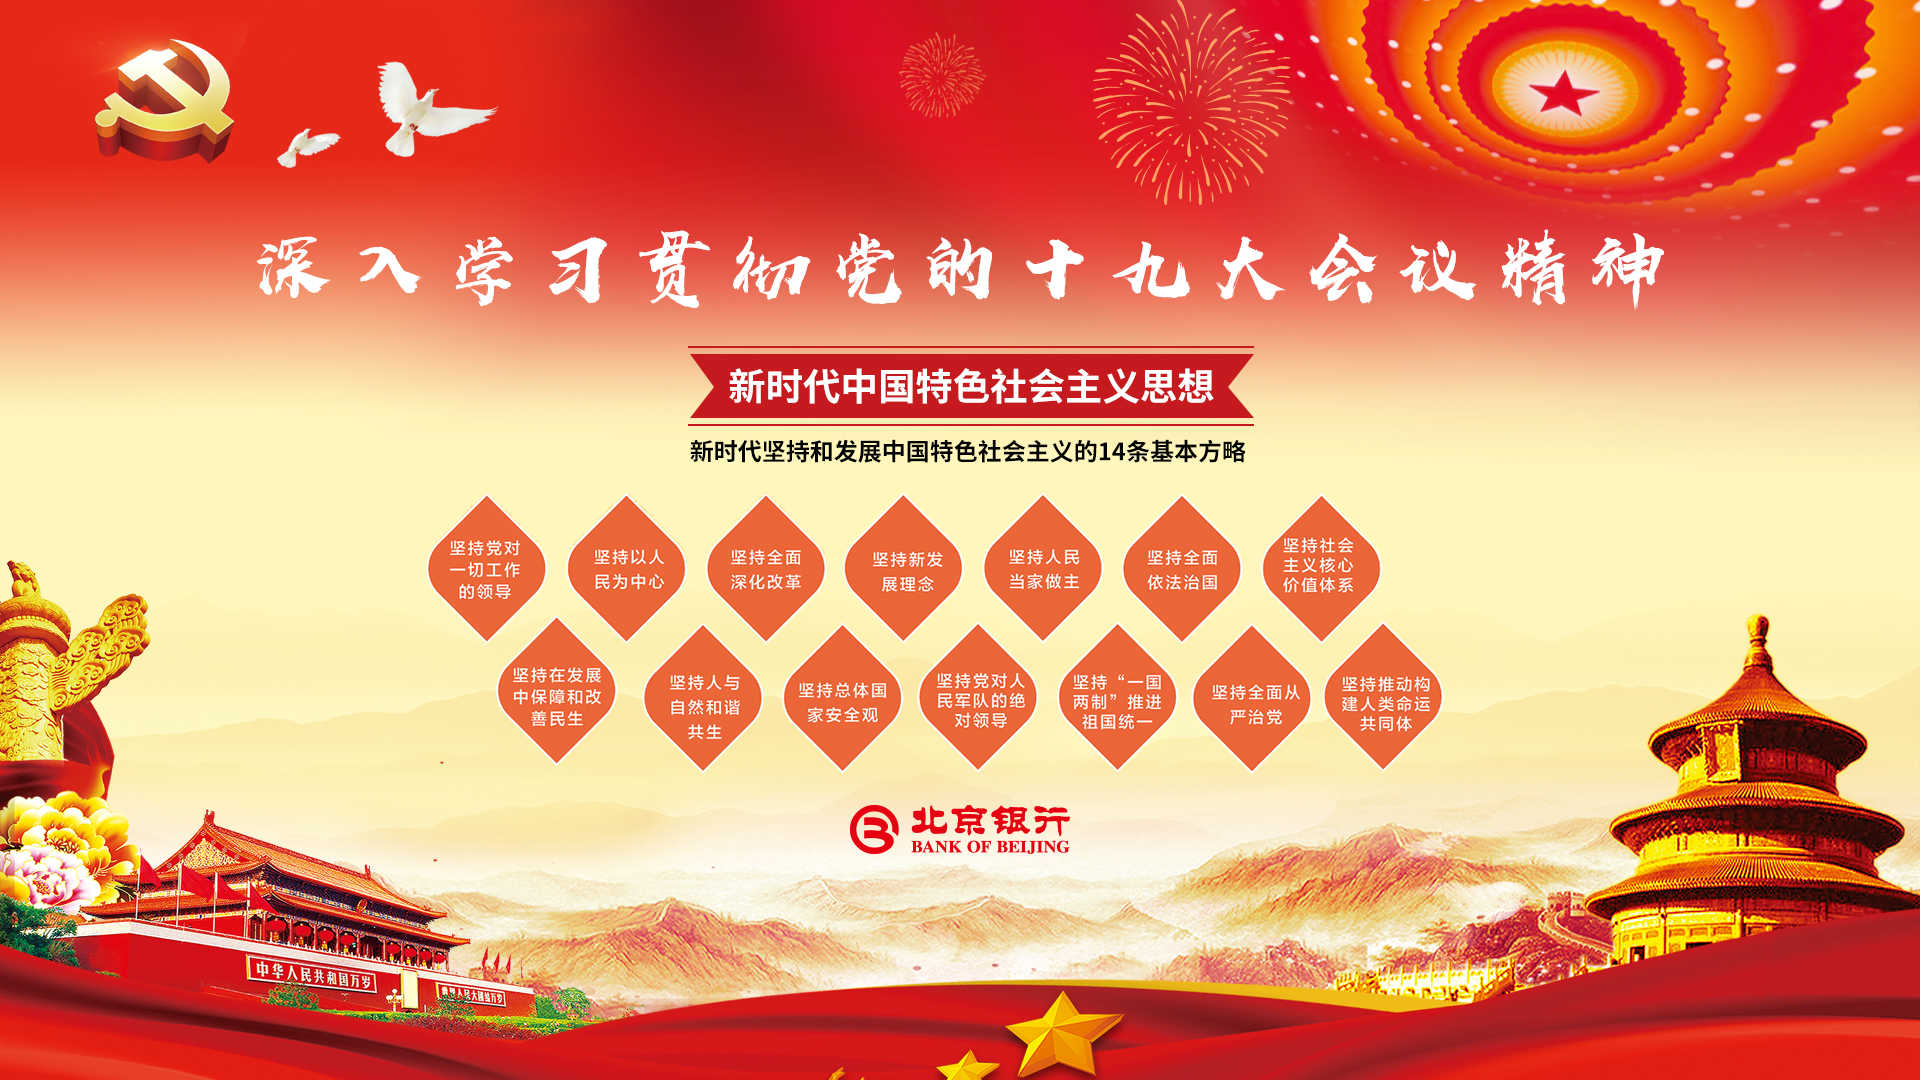 深入学习贯彻党的十九大会议精神
新时代中国特色社会主义思想
新时代坚持和发展中国特色社会主义的14条基本方略
坚持党对
一切工作
的领导
坚持以人
民为中心
坚持全面
深化改革
坚持新发
展理念
坚持人民
当家做主
坚持全面
依法治国
坚持社会
主义核心
价值体系
坚持在发展
中保障和改
善民生
坚持人与
自然和谐
共生
坚持总体国
家安全观
坚持党对人
民军队的绝
对领导
坚持“一国
两制”推进
祖国统一
坚持全面从
严治党
坚持推动构
建人类命运
共同体
北京银行
BANK OF BEIJING
中华人民共和国万岁
世界人民大团结万岁